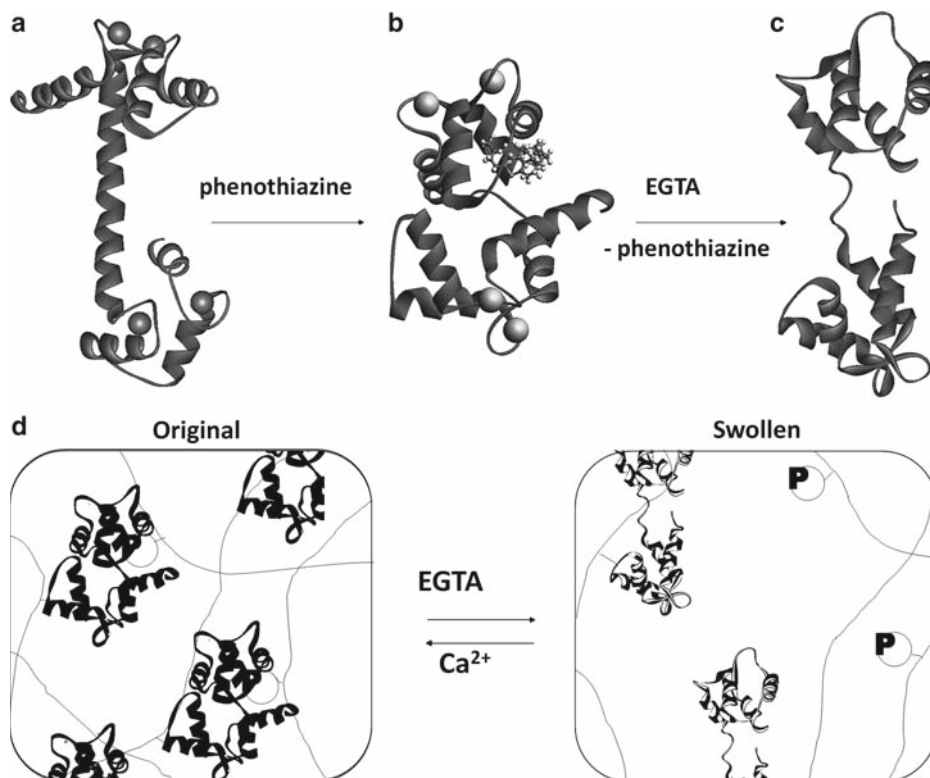 a
b
c
phenothiazine
EGTA
- phenothiazine
d
Original
Swollen
EGTA
Ca²⁺
P
P